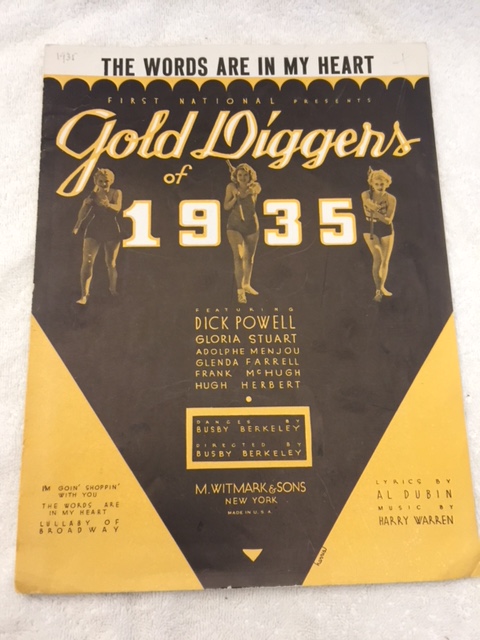 1935
THE WORDS ARE IN MY HEART
FIRST NATIONAL PRESENTS
Gold Diggers
of
1935
FEATURING
DICK POWELL
GLORIA STUART
ADOLPHE MENJOU
GLENDA FARRELL
FRANK McHUGH
HUGH HERBERT
DANCES BY
BUSBY BERKELEY
DIRECTED BY
BUSBY BERKELEY
M. WITMARK & SONS
NEW YORK
MADE IN U.S.A.
I'M GOIN' SHOPPIN'
WITH YOU
THE WORDS ARE
IN MY HEART
LULLABY OF
BROADWAY
LYRICS BY
AL DUBIN
MUSIC BY
HARRY WARREN